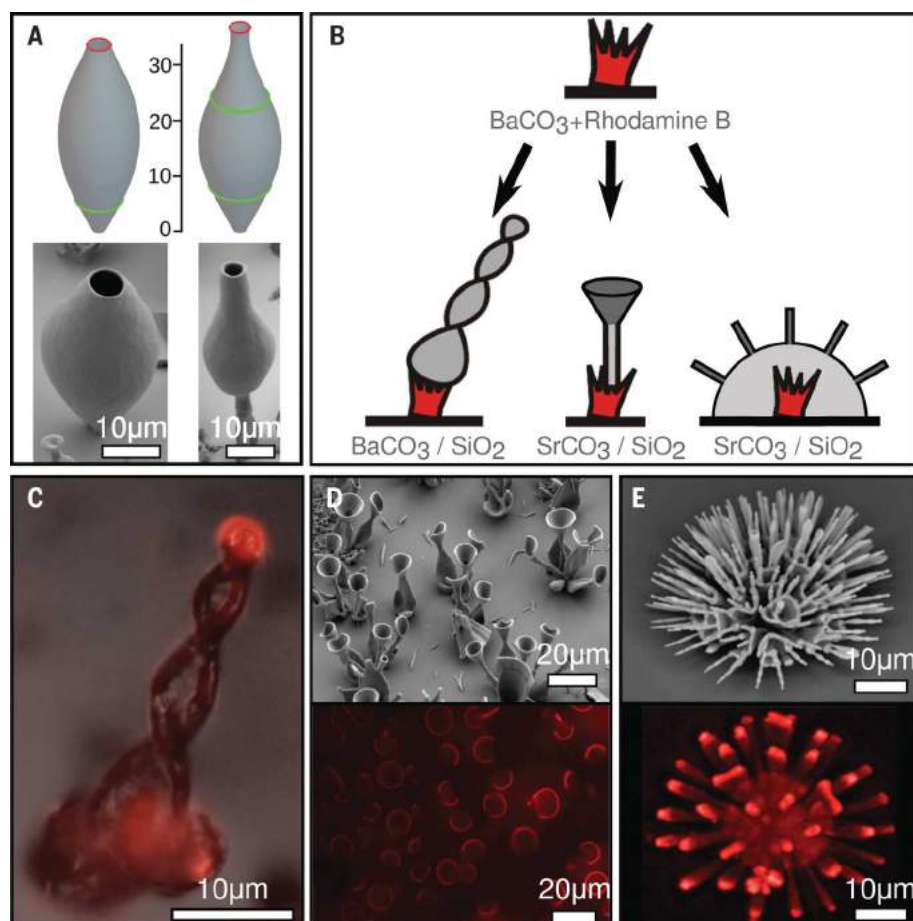 A
30
20
10
0
10µm
10µm
B
BaCO3+Rhodamine B
BaCO3 / SiO2
SrCO3 / SiO2
SrCO3 / SiO2
C
10µm
D
20µm
20µm
E
10µm
10µm